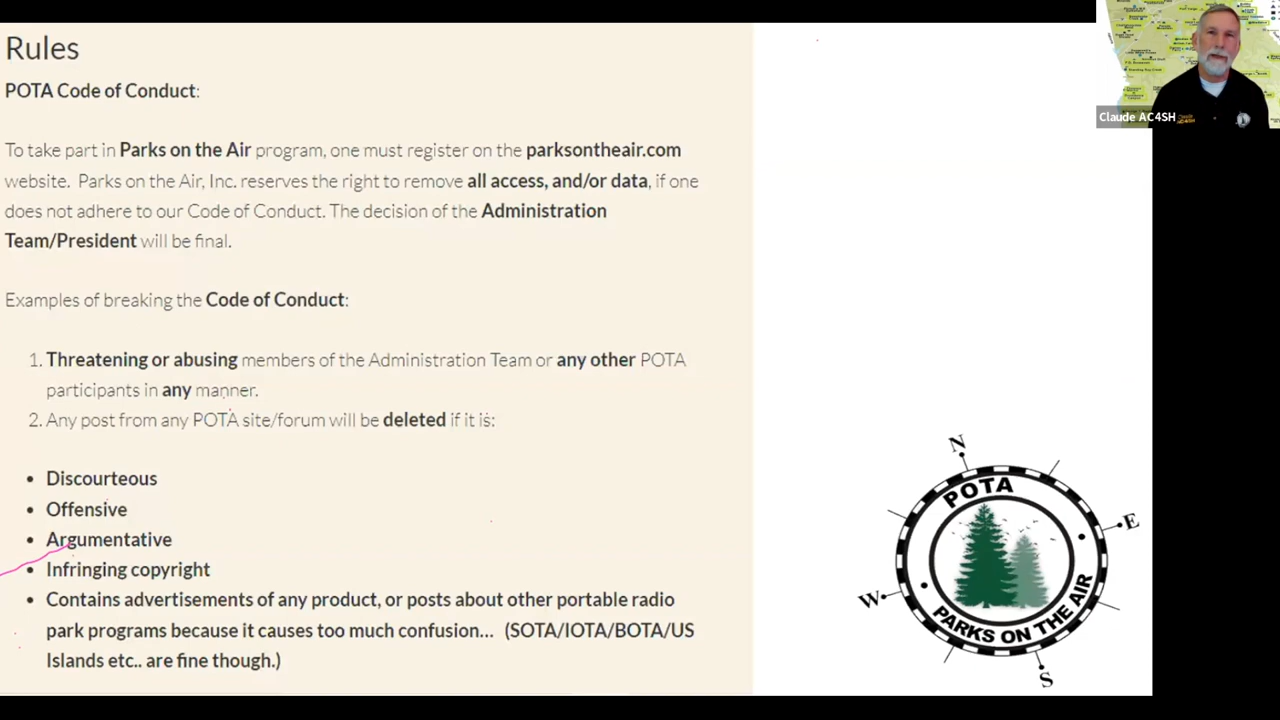 Rules
POTA Code of Conduct:
To take part in Parks on the Air program, one must register on the parksontheair.com
website. Parks on the Air, Inc. reserves the right to remove all access, and/or data, if one
does not adhere to our Code of Conduct. The decision of the Administration
Team/President will be final.
Examples of breaking the Code of Conduct:
1. Threatening or abusing members of the Administration Team or any other POTA
participants in any manner.
2. Any post from any POTA site/forum will be deleted if it is:
• Discourteous
• Offensive
• Argumentative
• Infringing copyright
• Contains advertisements of any product, or posts about other portable radio
park programs because it causes too much confusion... (SOTA/IOTA/BOTA/US
Islands etc.. are fine though.)
Claude AC4SH
N
POTA
E
W
PARKS ON THE AIR
S